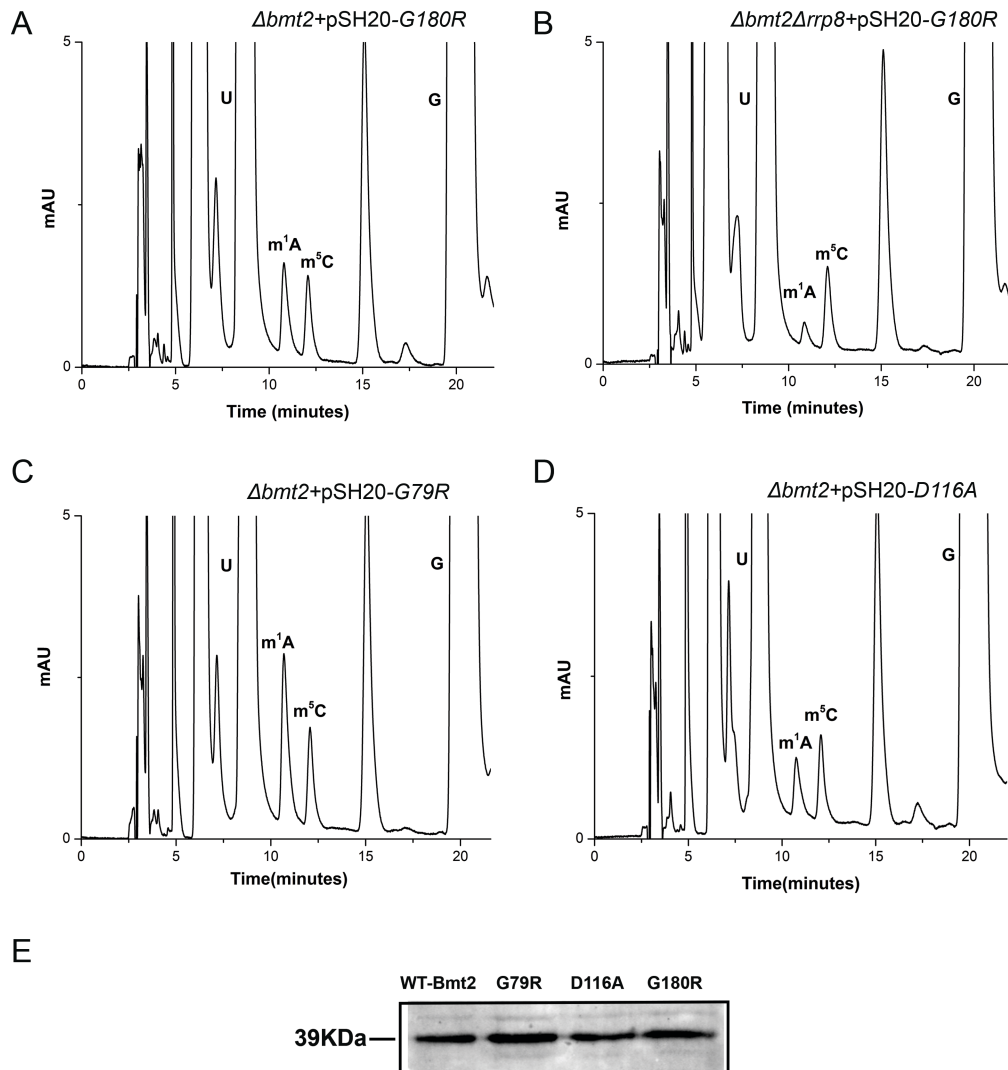 A
Δbmt2+pSH20-G180R
5
0
mAU
U
m¹A
m⁵C
G
0 5 10 15 20
Time (minutes)
B
Δbmt2Δrrp8+pSH20-G180R
5
0
mAU
U
m¹A
m⁵C
G
0 5 10 15 20
Time (minutes)
C
Δbmt2+pSH20-G79R
5
0
mAU
U
m¹A
m⁵C
G
0 5 10 15 20
Time(minutes)
D
Δbmt2+pSH20-D116A
5
0
mAU
U
m¹A
m⁵C
G
0 5 10 15 20
Time(minutes)
E
WT-Bmt2 G79R D116A G180R
39KDa